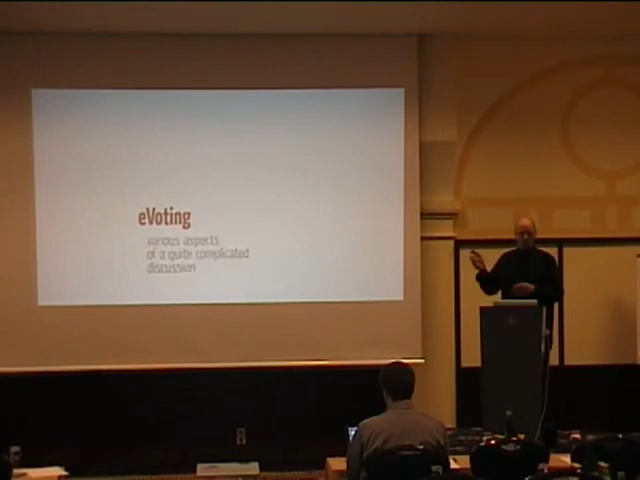 eVoting
various aspects
of a quite complicated
discussion